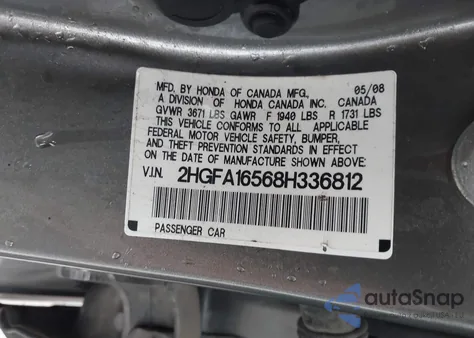 MFD. BY HONDA OF CANADA MFG. 05/08
A DIVISION OF HONDA CANADA INC. CANADA
GVWR 3671 LBS GAWR F 1940 LBS R 1731 LBS
THIS VEHICLE CONFORMS TO ALL APPLICABLE
FEDERAL MOTOR VEHICLE SAFETY, BUMPER,
AND THEFT PREVENTION STANDARDS IN EFFECT
ON THE DATE OF MANUFACTURE SHOWN ABOVE:
V.I.N. 2HGFA16568H336812
PASSENGER CAR
autaSnap